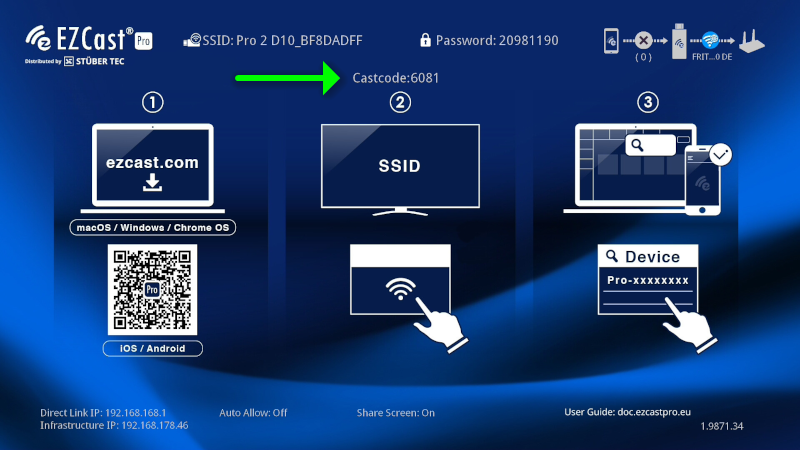 EZCast® Pro
Distributed by STÜBER TEC
SSID: Pro 2 D10_BF8DADFF
Password: 20981190
( 0 )
FRIT...0 DE
Castcode:6081
1
2
3
ezcast.com
SSID
macOS / Windows / Chrome OS
Pro
Device
Pro-xxxxxxxx
iOS / Android
Direct Link IP: 192.168.168.1
Auto Allow: Off
Share Screen: On
User Guide: doc.ezcastpro.eu
Infrastructure IP: 192.168.178.46
1.9871.34